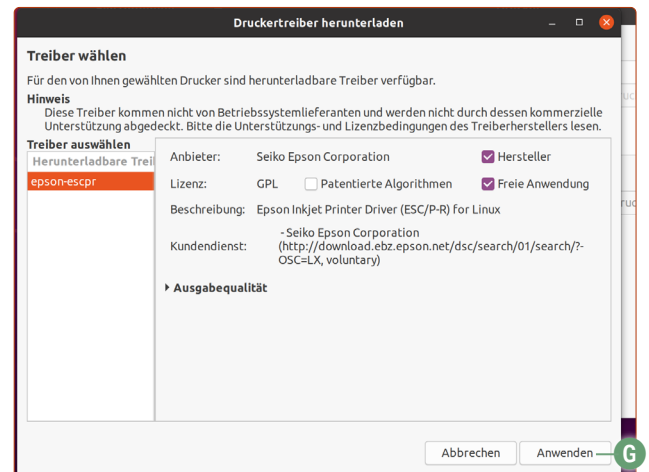 Druckertreiber herunterladen
Treiber wählen
Für den von Ihnen gewählten Drucker sind herunterladbare Treiber verfügbar.
Hinweis
Diese Treiber kommen nicht von Betriebssystemlieferanten und werden nicht durch dessen kommerzielle
Unterstützung abgedeckt. Bitte die Unterstützungs- und Lizenzbedingungen des Treiberherstellers lesen.
Treiber auswählen
Herunterladbare Trei
epson-escpr
Anbieter: Seiko Epson Corporation Hersteller
Lizenz: GPL Patentierte Algorithmen Freie Anwendung
Beschreibung: Epson Inkjet Printer Driver (ESC/P-R) for Linux
Kundendienst:
- Seiko Epson Corporation
(http://download.ebz.epson.net/dsc/search/01/search/?-
OSC=LX, voluntary)
Ausgabequalität
Abbrechen Anwenden G